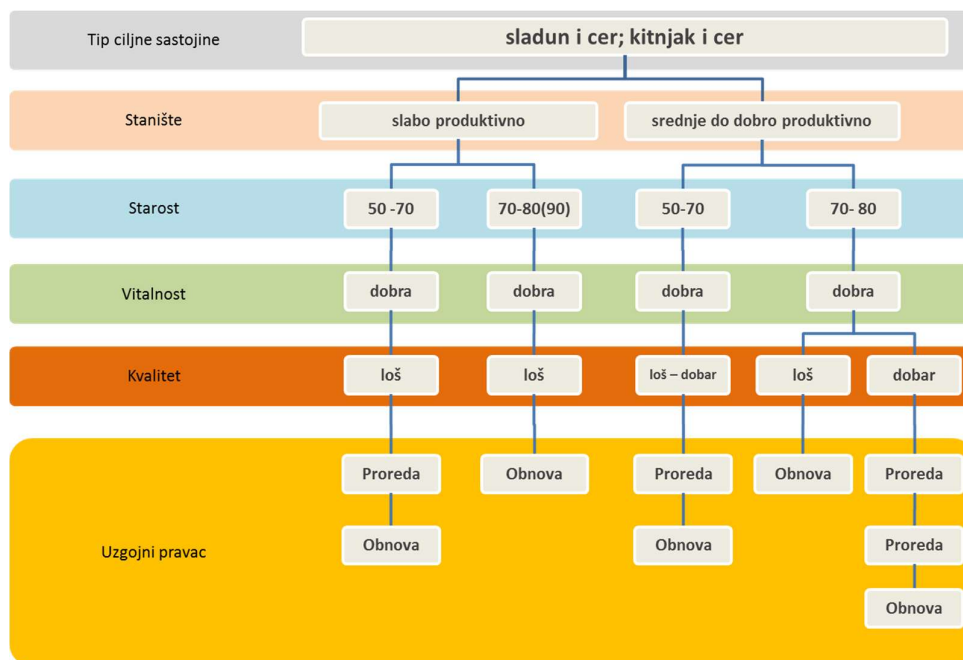 Tip ciljne sastojine
sladun i cer; kitnjak i cer
Stanište
slabo produktivno
srednje do dobro produktivno
Starost
50 -70
70-80(90)
50-70
70- 80
Vitalnost
dobra
dobra
dobra
dobra
Kvalitet
loš
loš
loš – dobar
loš
dobar
Uzgojni pravac
Proreda
Obnova
Proreda
Obnova
Proreda
Obnova
Obnova
Proreda
Obnova